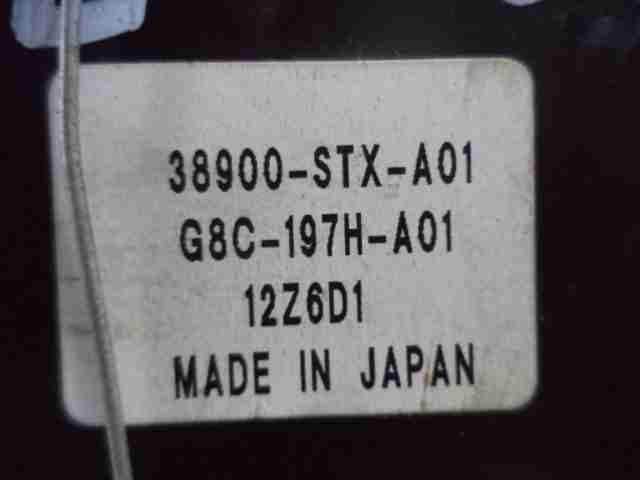 38900-STX-A01
G8C-197H-A01
12Z6D1
MADE IN JAPAN